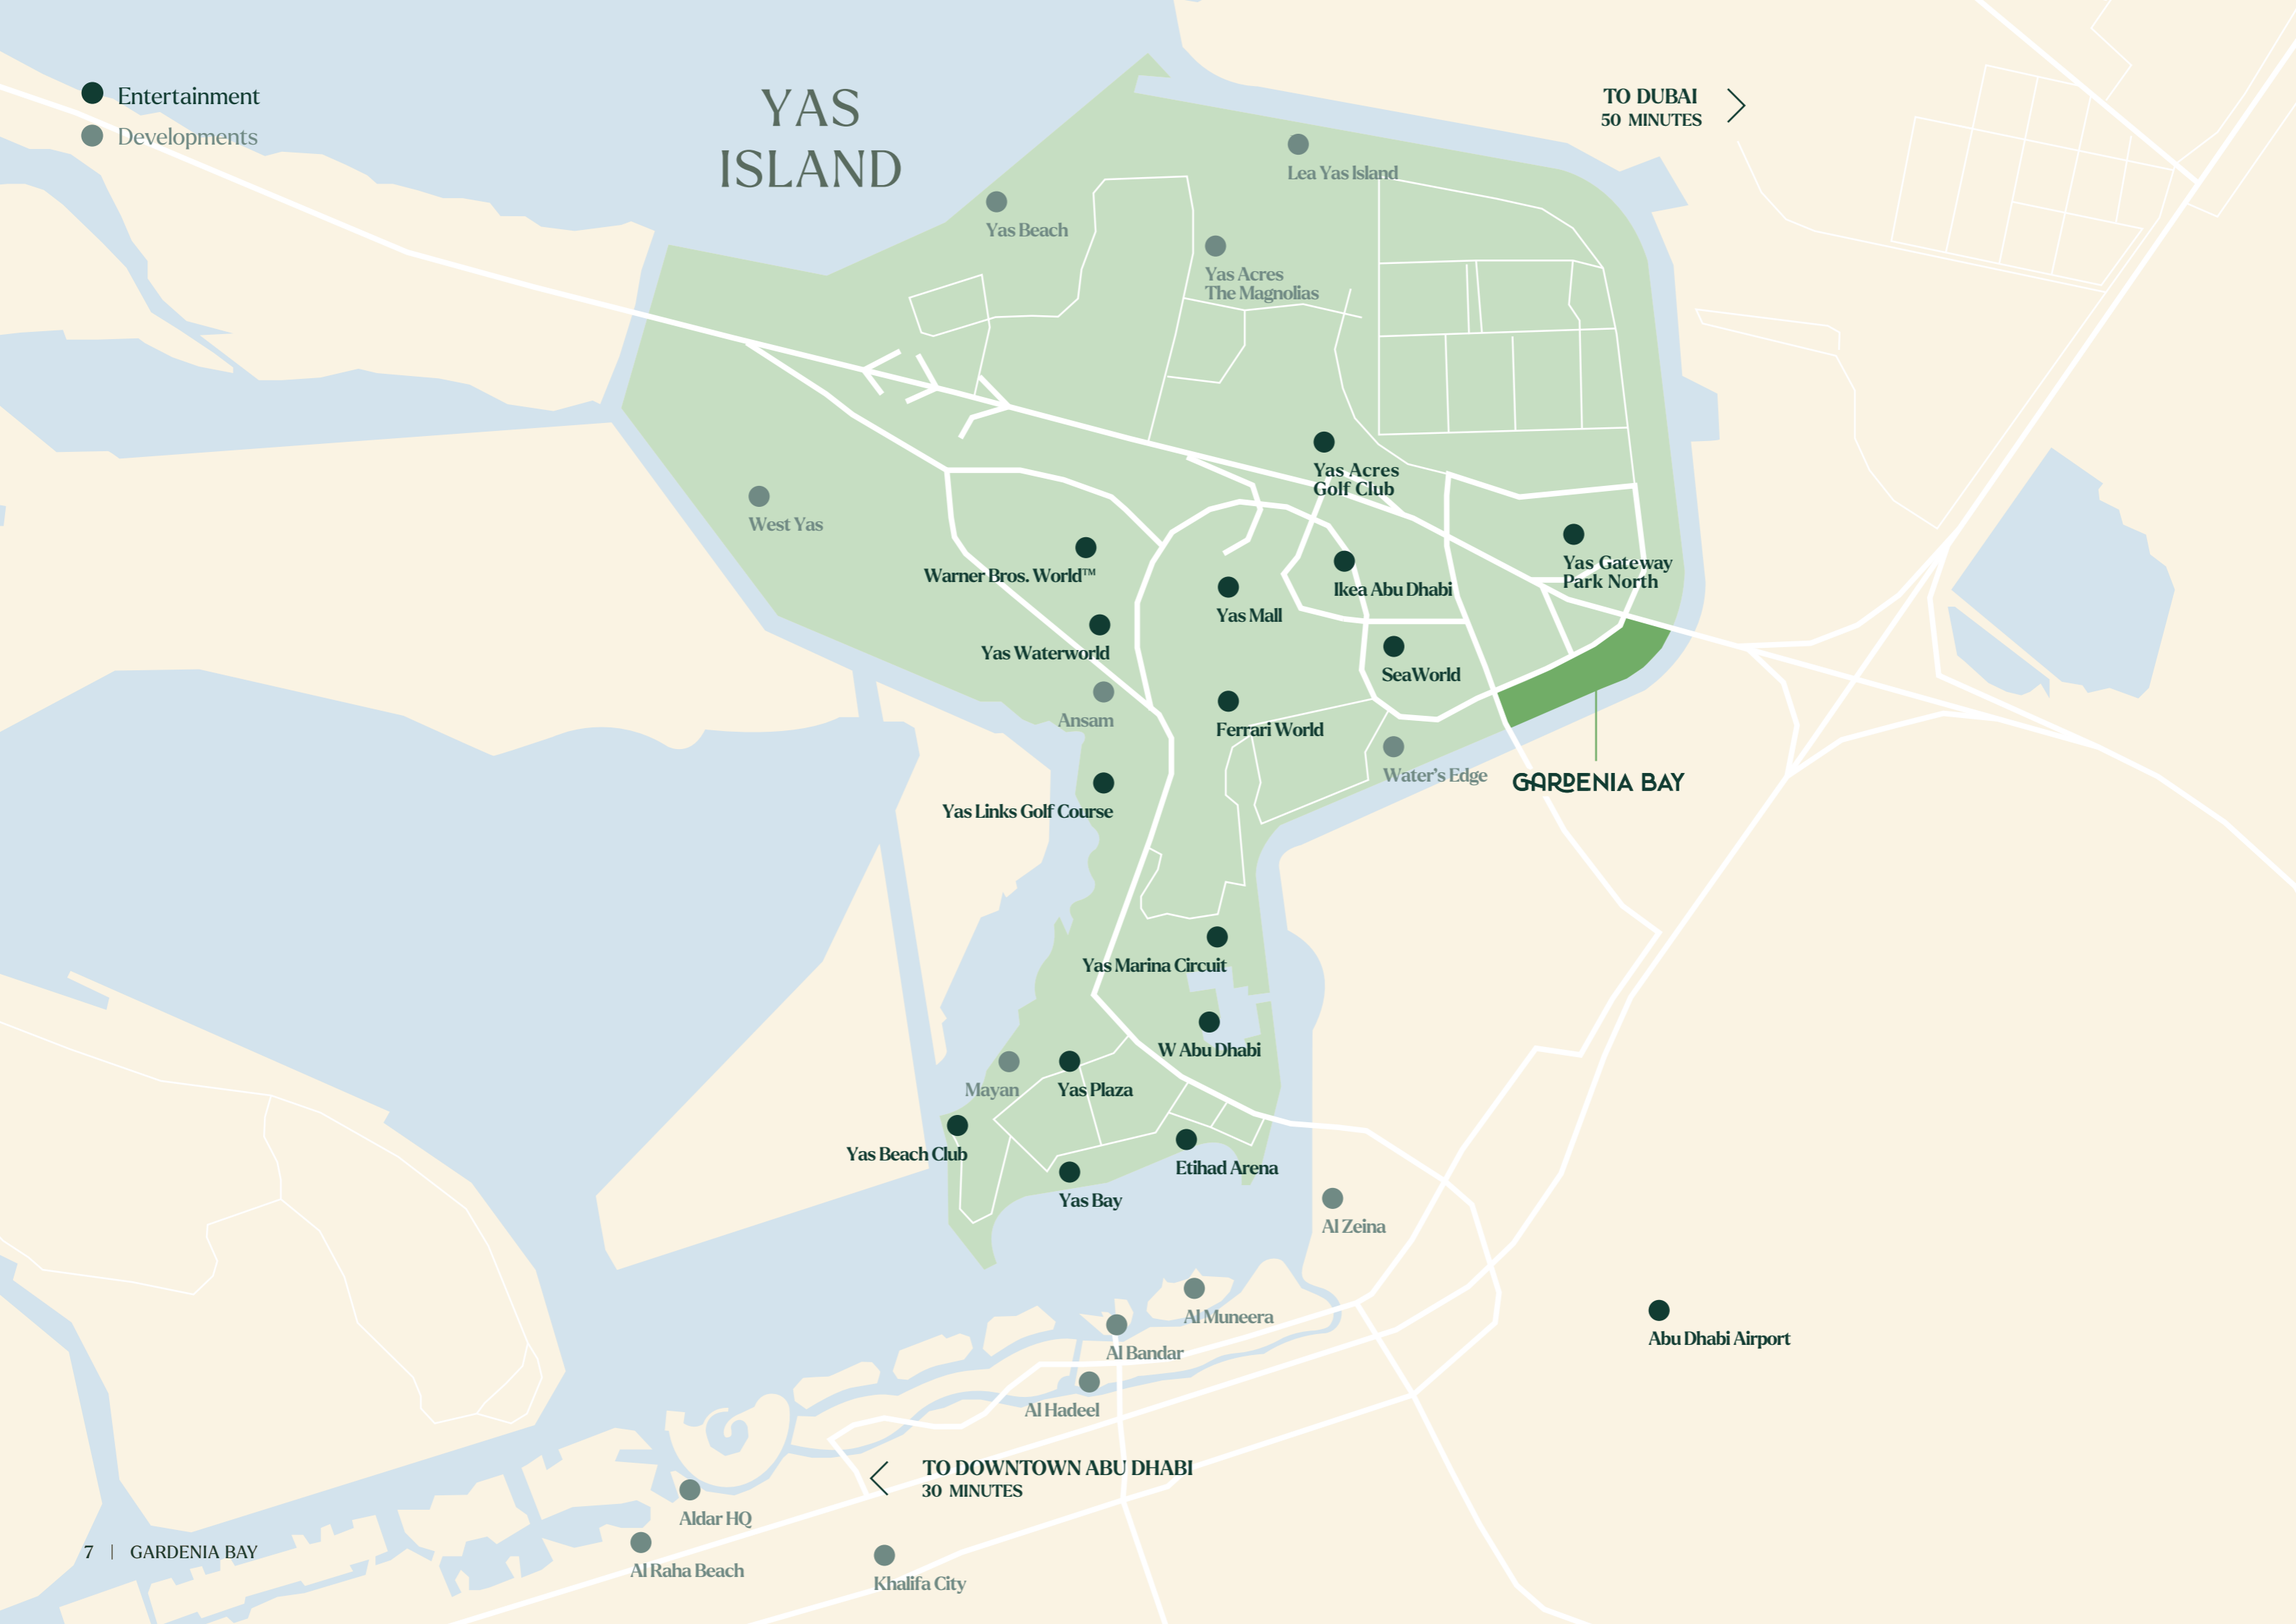 Entertainment
Developments
YAS
ISLAND
TO DUBAI
50 MINUTES
Lea Yas Island
Yas Beach
Yas Acres
The Magnolias
Yas Acres
Golf Club
West Yas
Yas Gateway
Park North
Warner Bros. World™
Ikea Abu Dhabi
Yas Mall
Yas Waterworld
SeaWorld
Ansam
Ferrari World
Water's Edge
GARDENIA BAY
Yas Links Golf Course
Yas Marina Circuit
W Abu Dhabi
Mayan
Yas Plaza
Yas Beach Club
Etihad Arena
Yas Bay
Al Zeina
Al Muneera
Abu Dhabi Airport
Al Bandar
Al Hadeel
TO DOWNTOWN ABU DHABI
30 MINUTES
Aldar HQ
Al Raha Beach
Khalifa City
7 | GARDENIA BAY